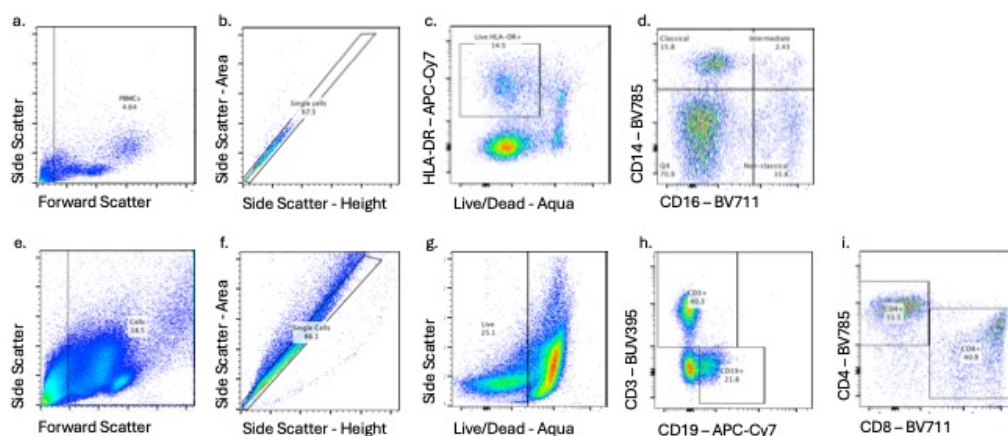 a.
Side Scatter
PBMCs
4.64
Forward Scatter
b.
Side Scatter - Area
Single cells
97.3
Side Scatter - Height
c.
HLA-DR – APC-Cy7
Live HLA-DR+
14.5
Live/Dead - Aqua
d.
CD14 – BV785
Classical
15.8
Intermediate
2.43
Q4
70.9
Non-classical
10.8
CD16 – BV711
e.
Side Scatter
Cells
18.5
Forward Scatter
f.
Side Scatter - Area
Single Cells
Side Scatter - Height
g.
Side Scatter
Live
25.1
Live/Dead - Aqua
h.
CD3 – BUV395
CD3+
40.3
CD19+
21.8
CD19 – APC-Cy7
i.
CD4 – BV785
CD4+
CD8+
40.9
CD8 – BV711